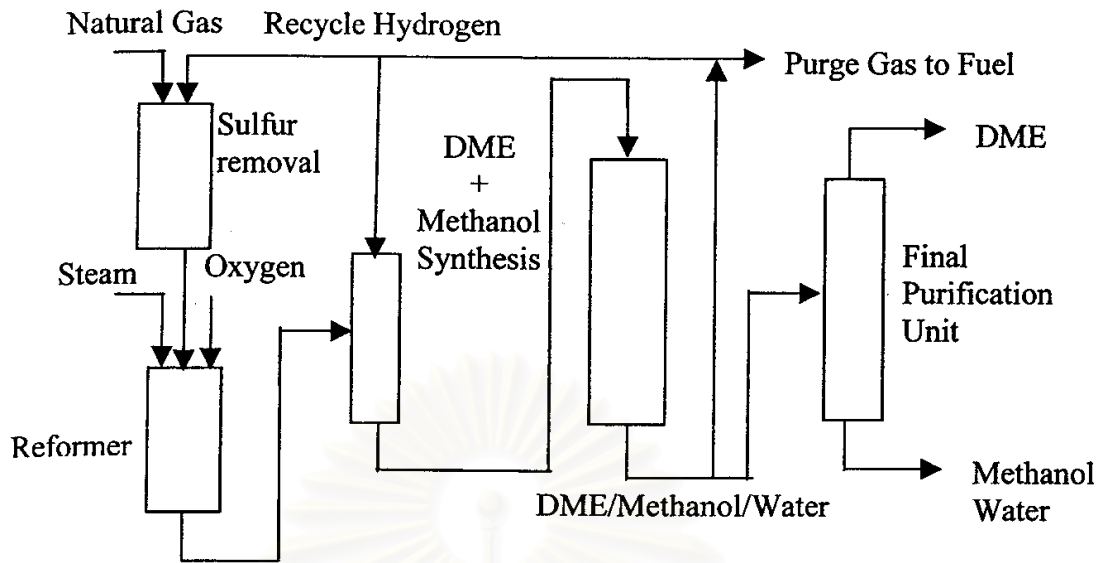 Natural Gas
Recycle Hydrogen
Purge Gas to Fuel
Sulfur
removal
DME
+
Methanol
Synthesis
DME
Steam
Oxygen
Final
Purification
Unit
Reformer
DME/Methanol/Water
Methanol
Water